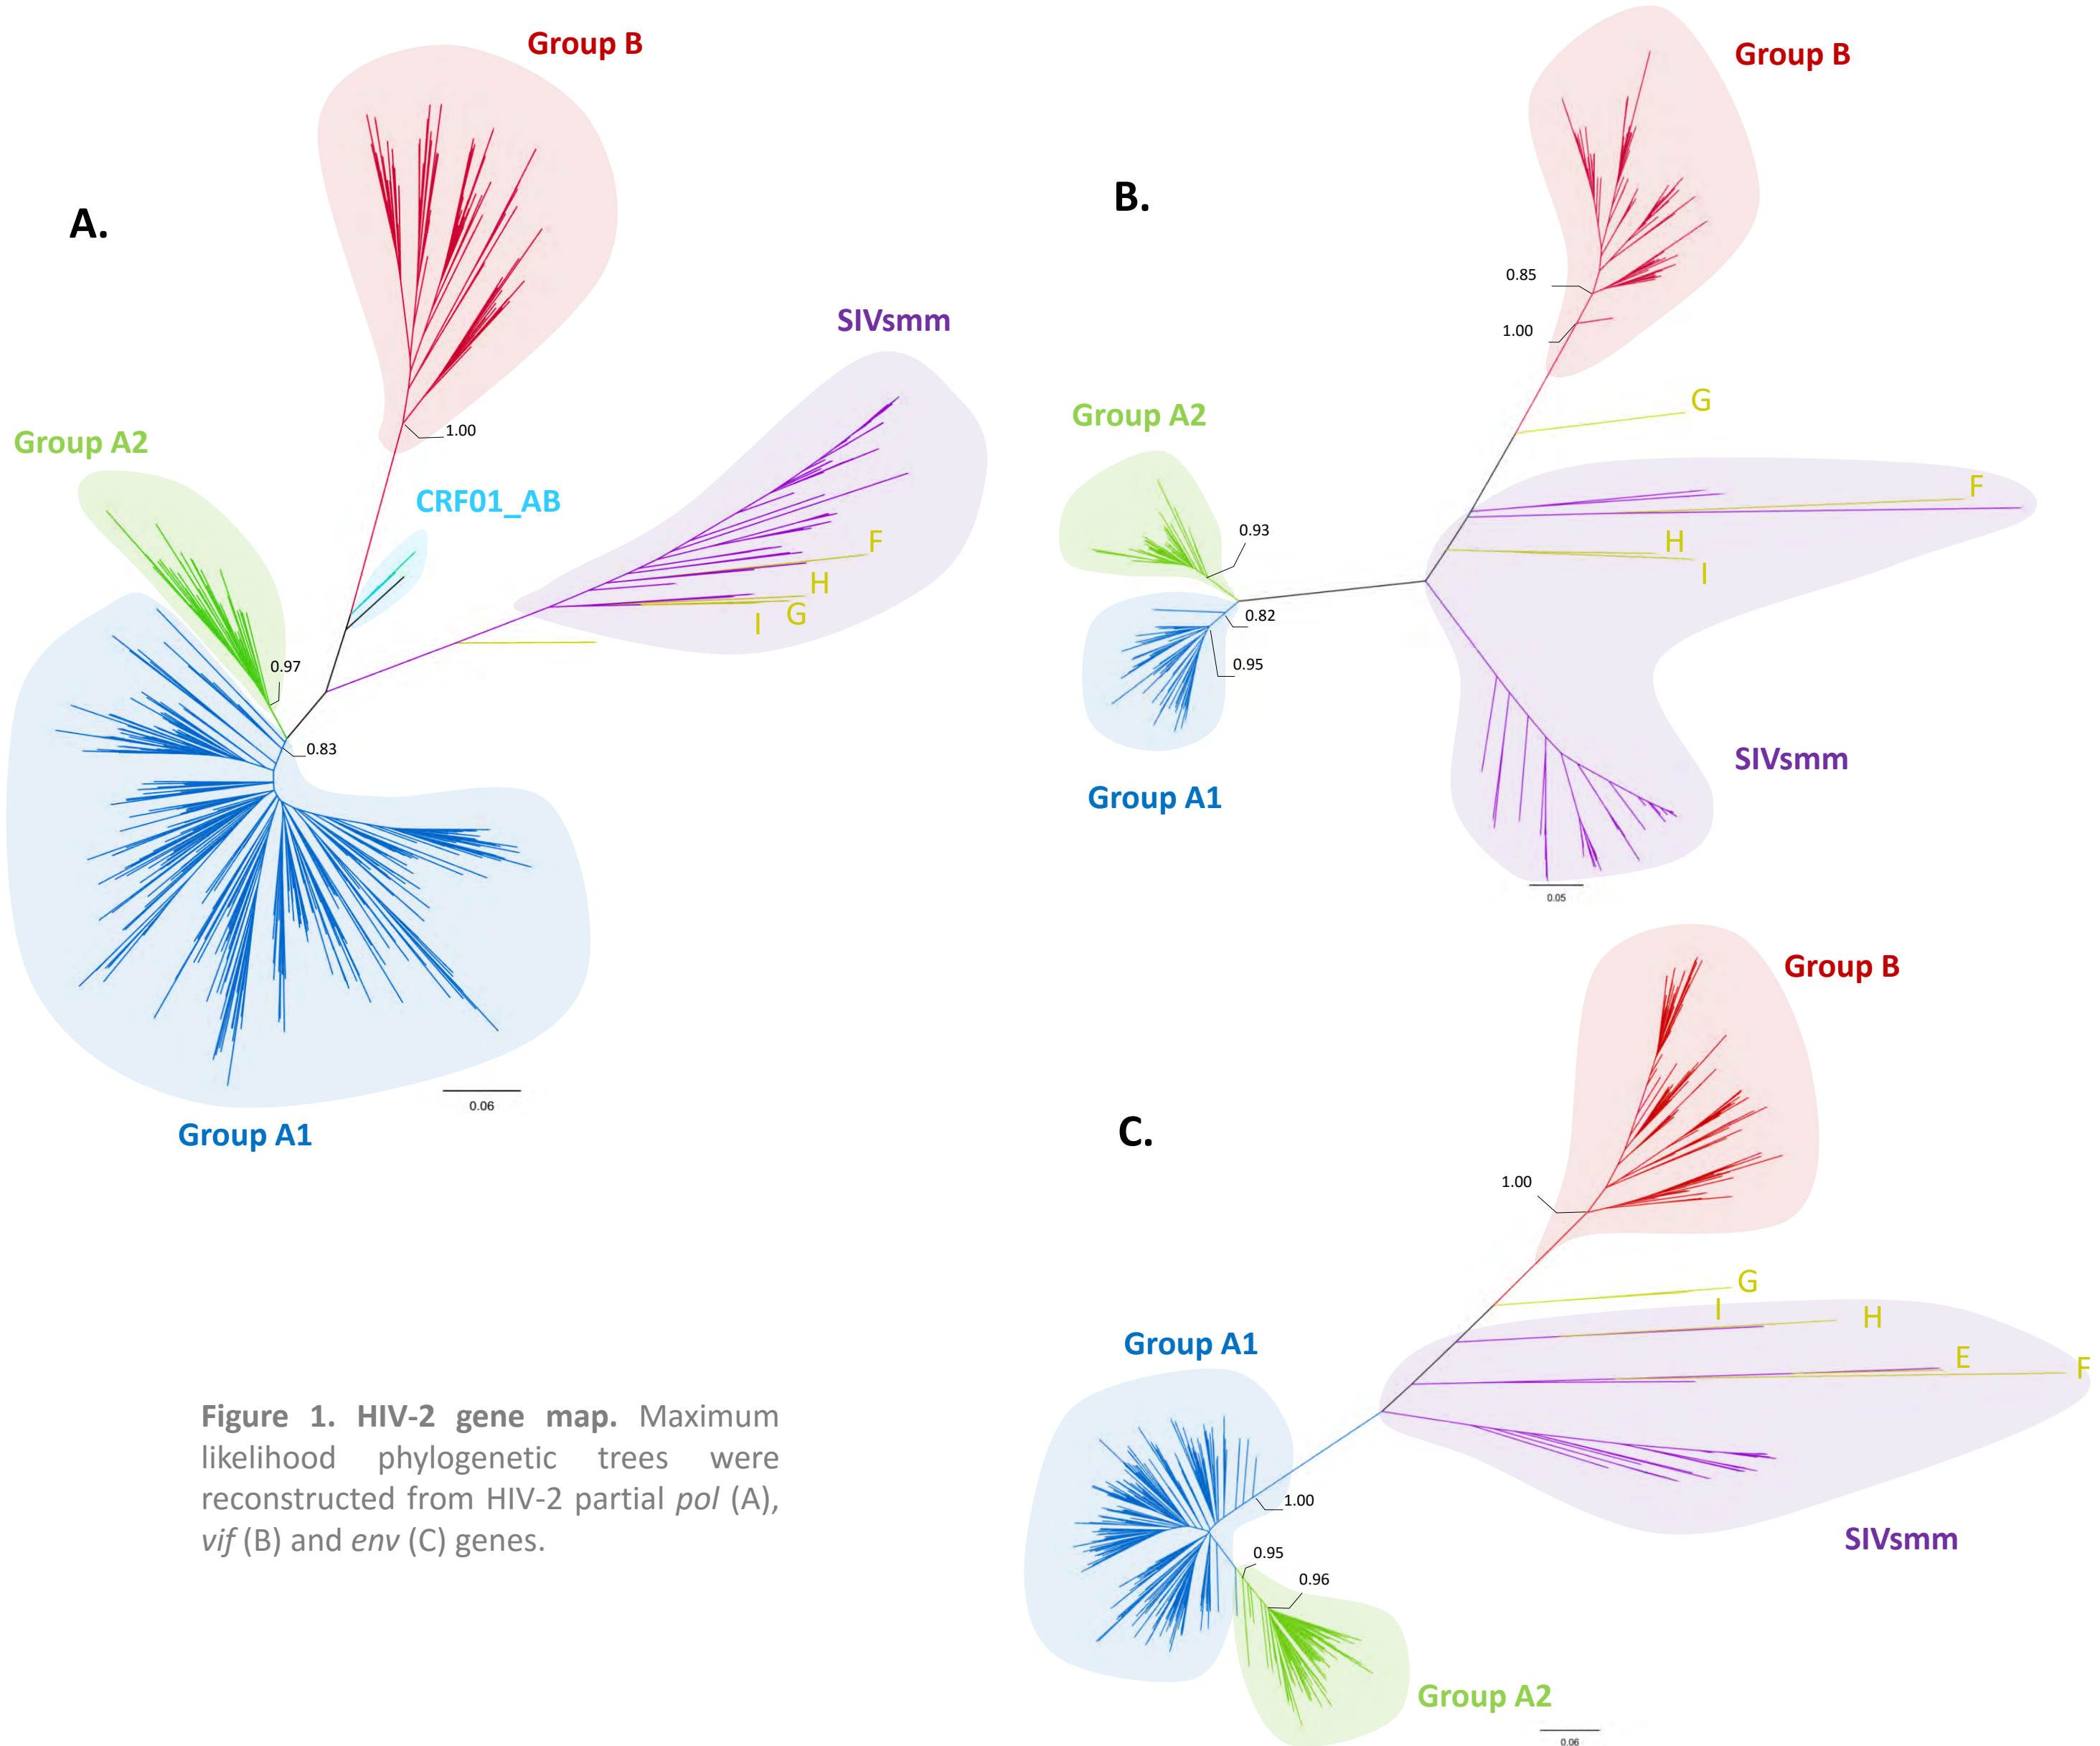 A.
Group B
SIVsmm
1.00
Group A2
CRF01_AB
F
H
G
I
0.97
0.83
0.06
Group A1
B.
Group B
0.85
1.00
G
Group A2
F
0.93
H
I
0.82
0.95
SIVsmm
Group A1
0.05
C.
Group B
1.00
G
I
H
Group A1
E
F
1.00
SIVsmm
0.95
0.96
Group A2
0.06
Figure 1. HIV-2 gene map. Maximum
likelihood phylogenetic trees were
reconstructed from HIV-2 partial pol (A),
vif (B) and env (C) genes.